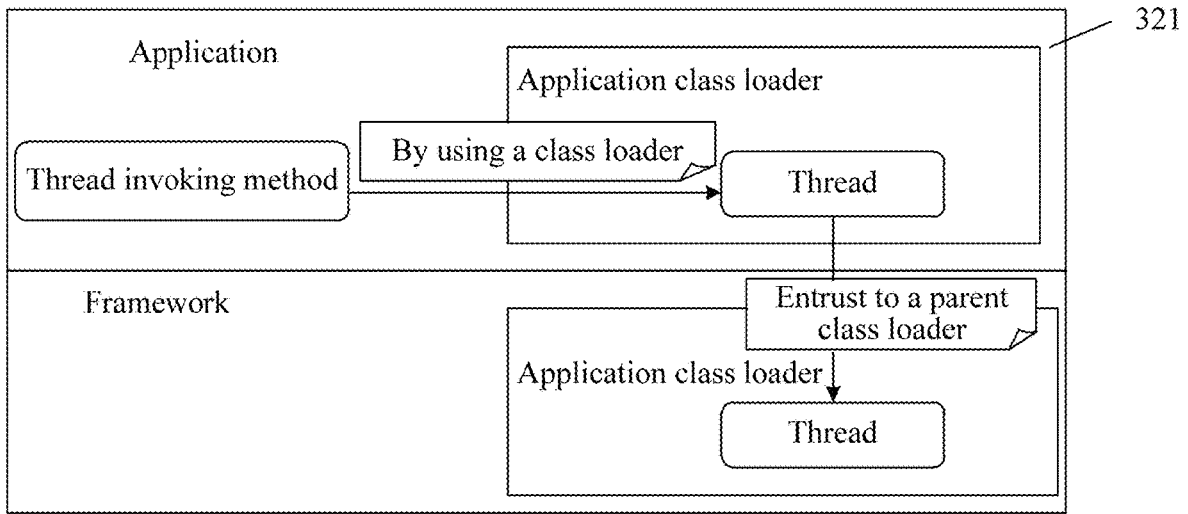 321
Application
Application class loader
By using a class loader
Thread invoking method
Thread
Framework
Entrust to a parent
class loader
Application class loader
Thread